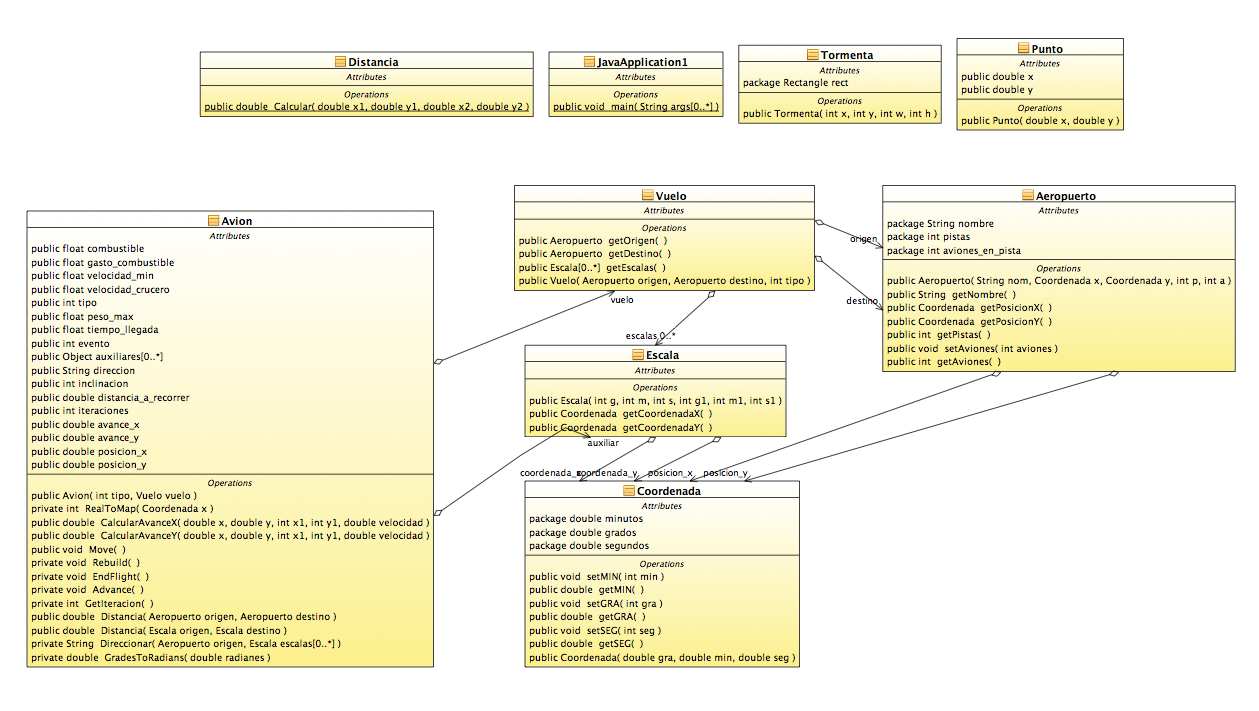 Distancia
Attributes
Operations
public double Calcular( double x1, double y1, double x2, double y2 )
JavaApplication1
Attributes
Operations
public void main( String args[0..*] )
Tormenta
Attributes
package Rectangle rect
Operations
public Tormenta( int x, int y, int w, int h )
Punto
Attributes
public double x
public double y
Operations
public Punto( double x, double y )
Avion
Attributes
public float combustible
public float gasto_combustible
public float velocidad_min
public float velocidad_crucero
public int tipo
public float peso_max
public float tiempo_llegada
public int evento
public Object auxiliares[0..*]
public String direccion
public int inclinacion
public double distancia_a_recorrer
public int iteraciones
public double avance_x
public double avance_y
public double posicion_x
public double posicion_y
Operations
public Avion( int tipo, Vuelo vuelo )
private int RealToMap( Coordenada x )
public double CalcularAvanceX( double x, double y, int x1, int y1, double velocidad )
public double CalcularAvanceY( double x, double y, int x1, int y1, double velocidad )
public void Move( )
private void Rebuild( )
private void EndFlight( )
private void Advance( )
private int GetIteracion( )
public double Distancia( Aeropuerto origen, Aeropuerto destino )
public double Distancia( Escala origen, Escala destino )
private String Direccionar( Aeropuerto origen, Escala escalas[0..*] )
private double GradesToRadians( double radianes )
Vuelo
Attributes
Operations
public Aeropuerto getOrigen( )
public Aeropuerto getDestino( )
public Escala[0..*] getEscalas( )
public Vuelo( Aeropuerto origen, Aeropuerto destino, int tipo )
vuelo
origen
destino
escalas 0..*
Aeropuerto
Attributes
package String nombre
package int pistas
package int aviones_en_pista
Operations
public Aeropuerto( String nom, Coordenada x, Coordenada y, int p, int a )
public String getNombre( )
public Coordenada getPosicionX( )
public Coordenada getPosicionY( )
public int getPistas( )
public void setAviones( int aviones )
public int getAviones( )
Escala
Attributes
Operations
public Escala( int g, int m, int s, int g1, int m1, int s1 )
public Coordenada getCoordenadaX( )
public Coordenada getCoordenadaY( )
auxiliar
coordenada_x
coordenada_y
posicion_x
posicion_y
Coordenada
Attributes
package double minutos
package double grados
package double segundos
Operations
public void setMIN( int min )
public double getMIN( )
public void setGRA( int gra )
public double getGRA( )
public void setSEG( int seg )
public double getSEG( )
public Coordenada( double gra, double min, double seg )